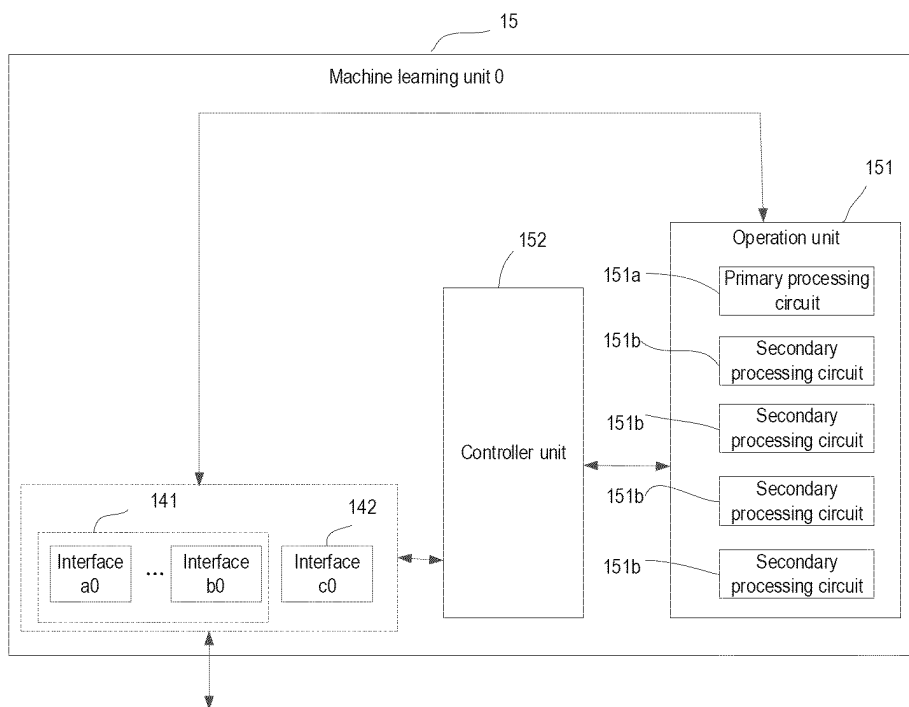 15
Machine learning unit 0
151
Operation unit
152
151a
Primary processing
circuit
151b
Secondary
processing circuit
151b
Secondary
processing circuit
Controller unit
151b
Secondary
processing circuit
141
142
Interface
a0
...
Interface
b0
Interface
c0
151b
Secondary
processing circuit